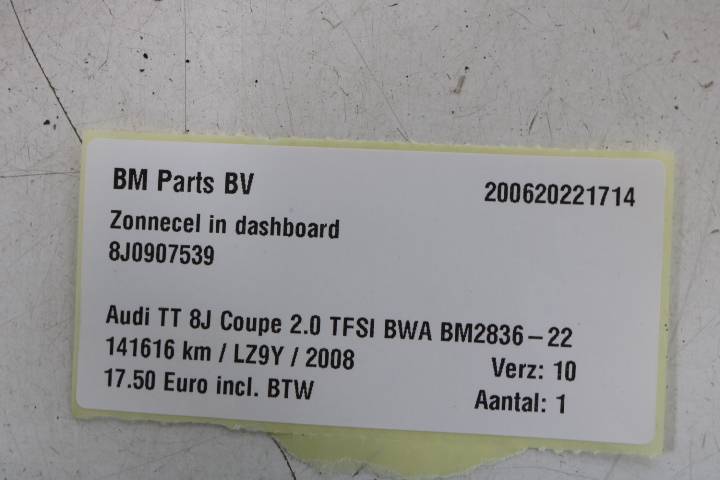 BM Parts BV 200620221714
Zonnecel in dashboard
8J0907539
Audi TT 8J Coupe 2.0 TFSI BWA BM2836-22
141616 km / LZ9Y / 2008 Verz: 10
17.50 Euro incl. BTW Aantal: 1